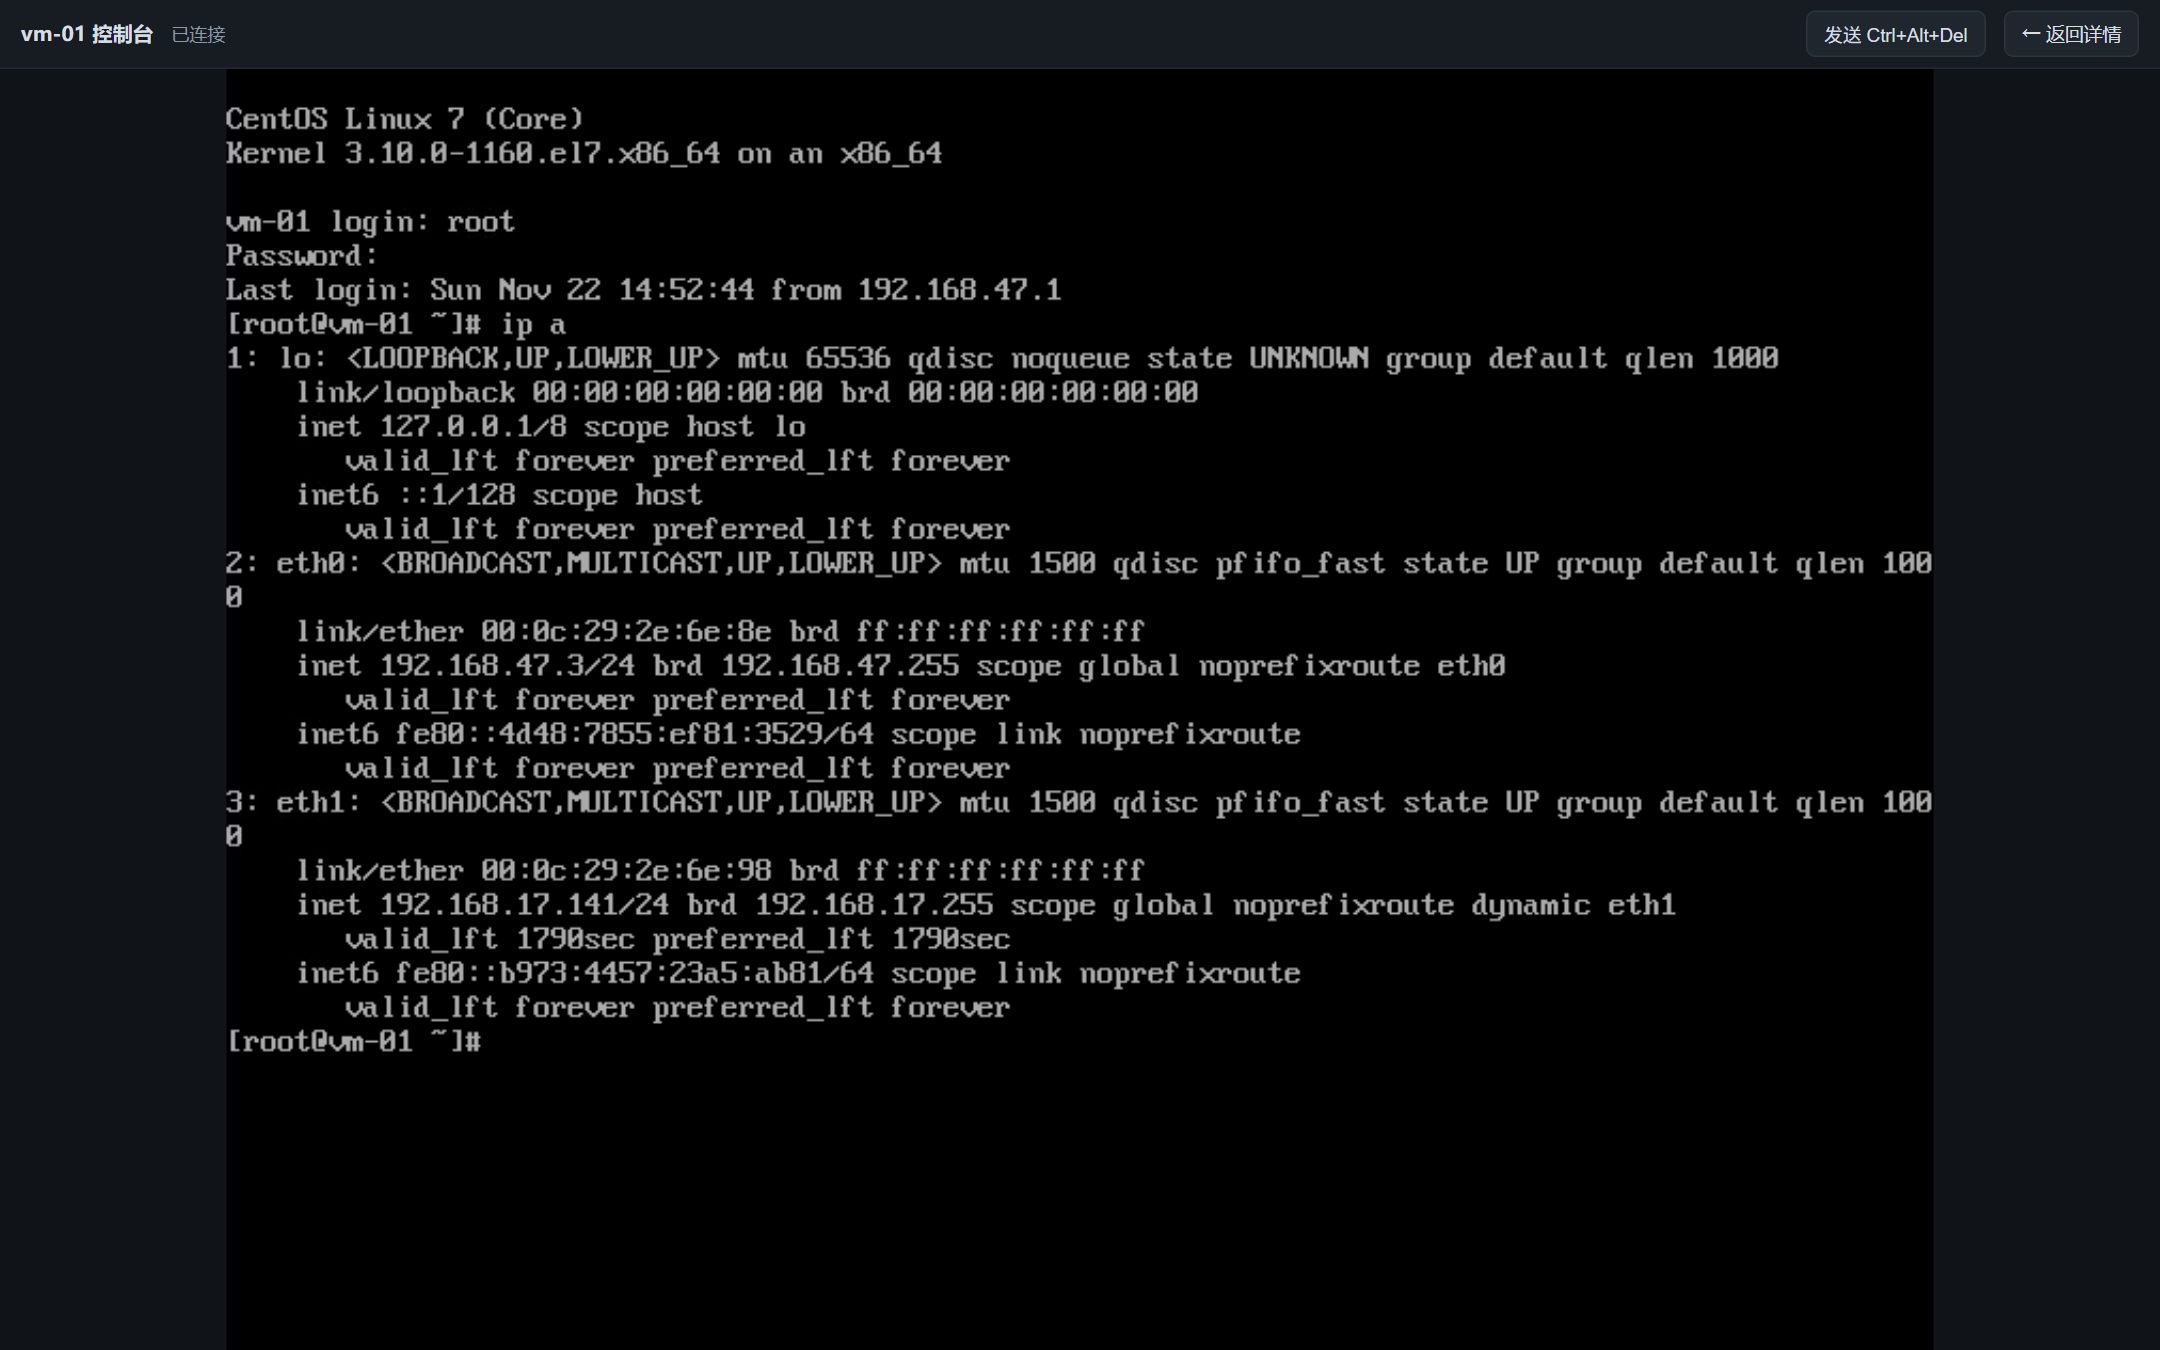 vm-01 控制台 已连接 发送 Ctrl+Alt+Del ← 返回详情
CentOS Linux 7 (Core)
Kernel 3.10.0-1160.el7.x86_64 on an x86_64
vm-01 login: root
Password:
Last login: Sun Nov 22 14:52:44 from 192.168.47.1
[root@vm-01 ~]# ip a
1: lo: <LOOPBACK,UP,LOWER_UP> mtu 65536 qdisc noqueue state UNKNOWN group default qlen 1000
    link/loopback 00:00:00:00:00:00 brd 00:00:00:00:00:00
    inet 127.0.0.1/8 scope host lo
       valid_lft forever preferred_lft forever
    inet6 ::1/128 scope host
       valid_lft forever preferred_lft forever
2: eth0: <BROADCAST,MULTICAST,UP,LOWER_UP> mtu 1500 qdisc pfifo_fast state UP group default qlen 100
0
    link/ether 00:0c:29:2e:6e:8e brd ff:ff:ff:ff:ff:ff
    inet 192.168.47.3/24 brd 192.168.47.255 scope global noprefixroute eth0
       valid_lft forever preferred_lft forever
    inet6 fe80::4d48:7855:ef81:3529/64 scope link noprefixroute
       valid_lft forever preferred_lft forever
3: eth1: <BROADCAST,MULTICAST,UP,LOWER_UP> mtu 1500 qdisc pfifo_fast state UP group default qlen 100
0
    link/ether 00:0c:29:2e:6e:98 brd ff:ff:ff:ff:ff:ff
    inet 192.168.17.141/24 brd 192.168.17.255 scope global noprefixroute dynamic eth1
       valid_lft 1790sec preferred_lft 1790sec
    inet6 fe80::b973:4457:23a5:ab81/64 scope link noprefixroute
       valid_lft forever preferred_lft forever
[root@vm-01 ~]#